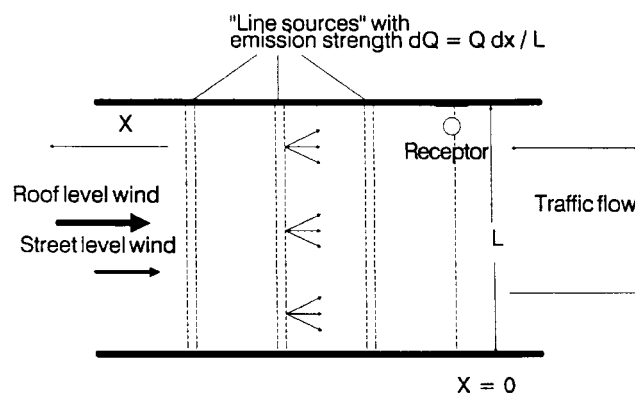 "Line sources" with
emission strength dQ = Q dx / L
X
Receptor
Roof level wind
Traffic flow
Street level wind
L
X = 0